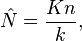 N̂ = Kn/k,